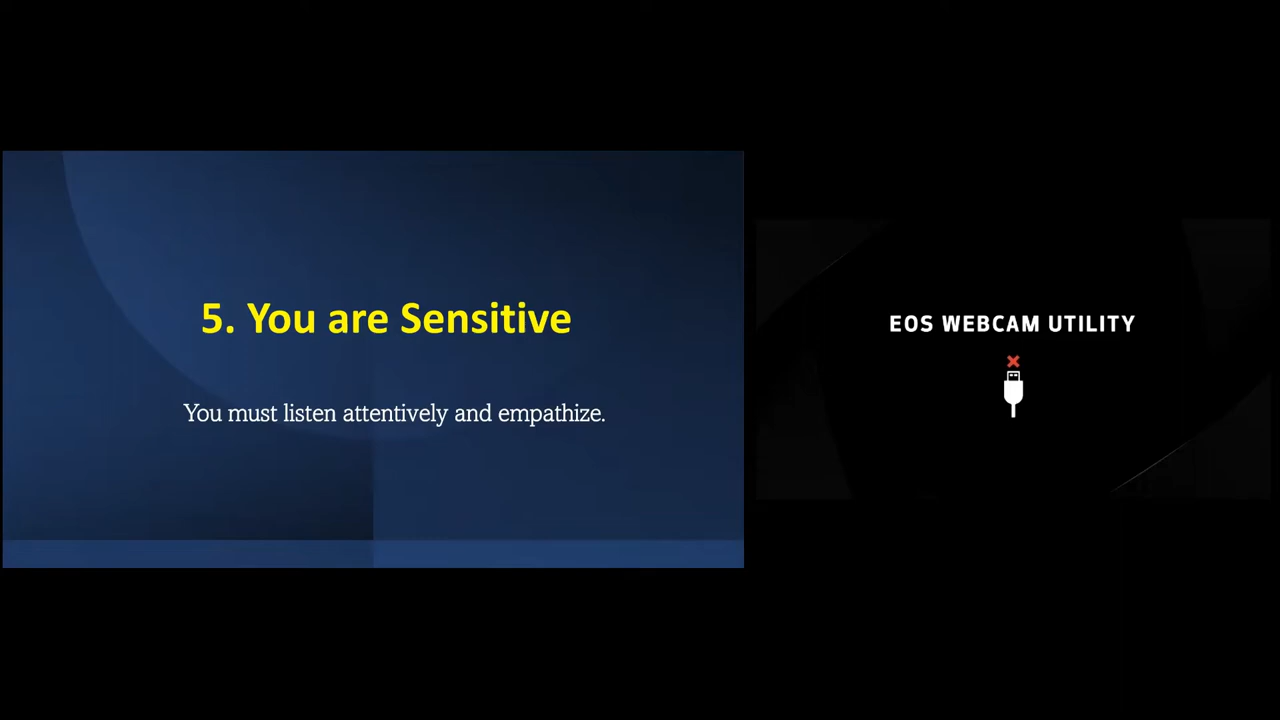 5. You are Sensitive
You must listen attentively and empathize.
EOS WEBCAM UTILITY